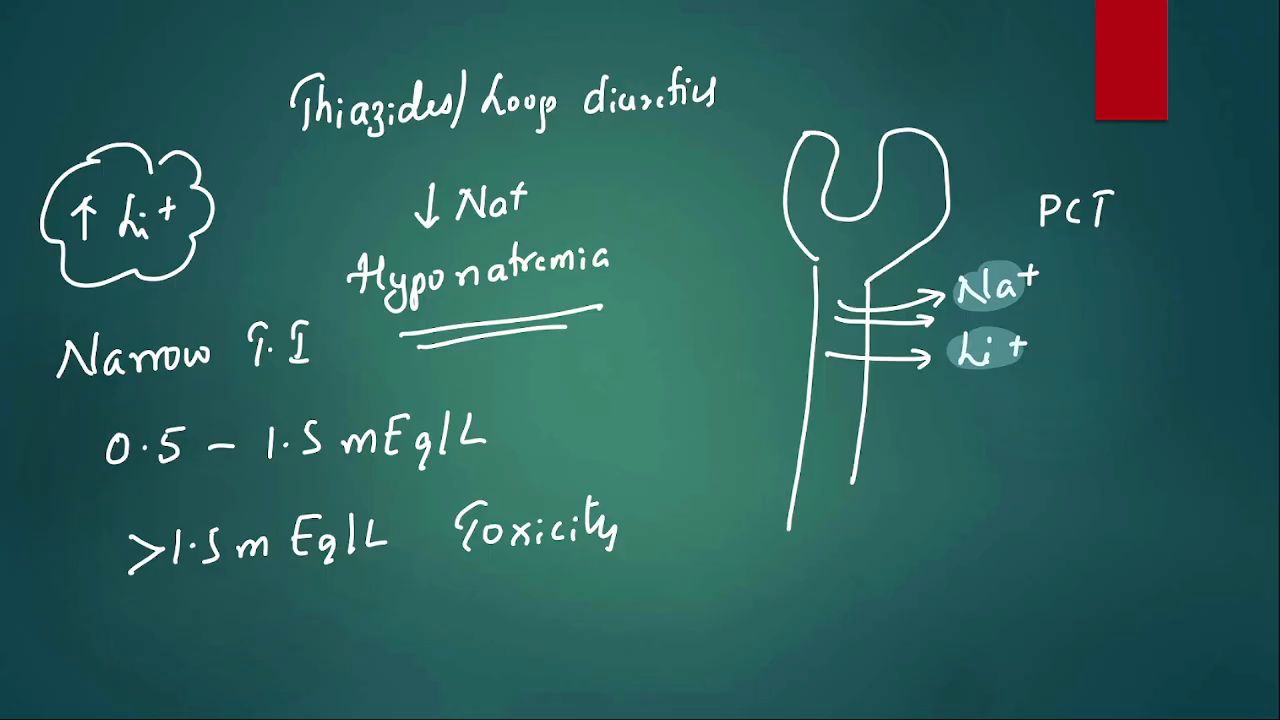 Thiazides/ Loop diuretics
↑ Li+
↓ Na+
Hyponatremia
Narrow T.I
0.5 – 1.5 mEq/L
>1.5 mEq/L Toxicity
PCT
Na+
Li+